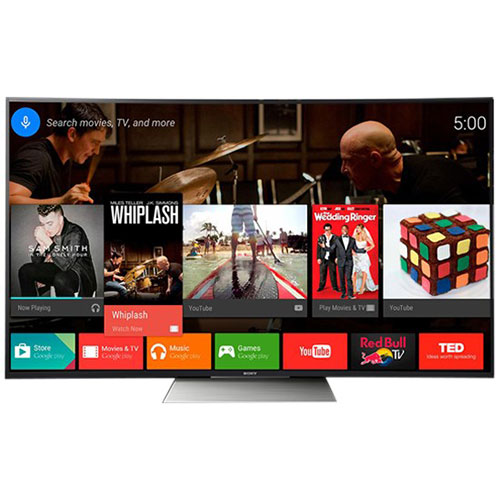 Search movies, TV, and more
5:00
SAM SMITH
IN THE LONELY HOUR
Now Playing
MILES TELLER J.K. SIMMONS
WHIPLASH
Whiplash
Watch Now
YouTube
THE Wedding Ringer
Play Movies & TV
YouTube
Store
Google play
Movies & TV
Google play
Music
Google play
Games
Google play
YouTube
Red Bull
TV
TED
Ideas worth spreading
SONY